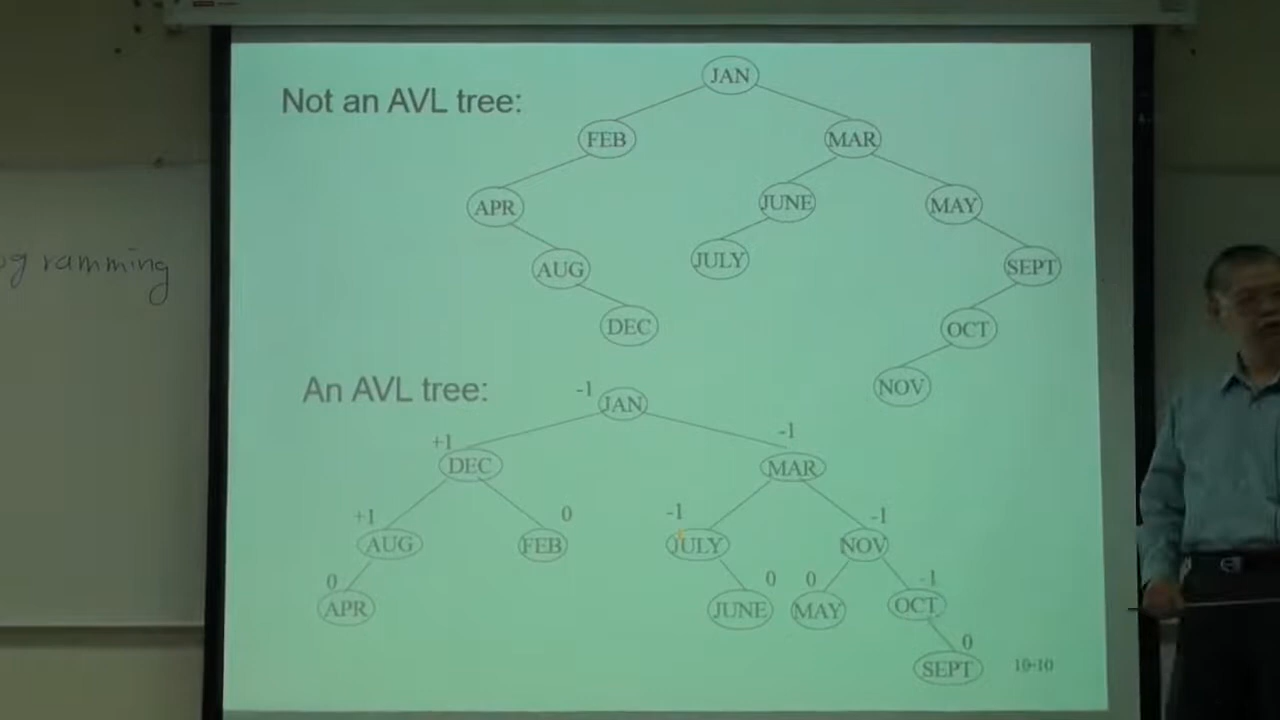 Not an AVL tree:
JAN
FEB MAR
APR JUNE MAY
AUG JULY SEPT
DEC OCT
NOV
An AVL tree:
-1 JAN
+1 -1
DEC MAR
+1 0 -1 -1
AUG FEB JULY NOV
0 0 0 -1
APR JUNE MAY OCT
0
SEPT
10-10
ramming